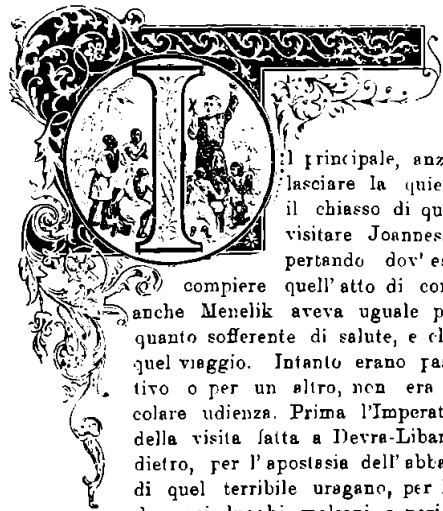 I
l principale, anz
lasciare la quie
il chiasso di qu
visitare Joannes
pertando dov' es
compiere quell' atto di con
anche Menelik aveva uguale p
quanto sofferente di salute, e ch
quel viaggio. Intanto erano pas
tivo o per un altro, non era
colare udienza. Prima l'Imperat
della visita fatta a Devra-Liban
dietro, per l'apostasia dell'abba
di quel terribile uragano, per